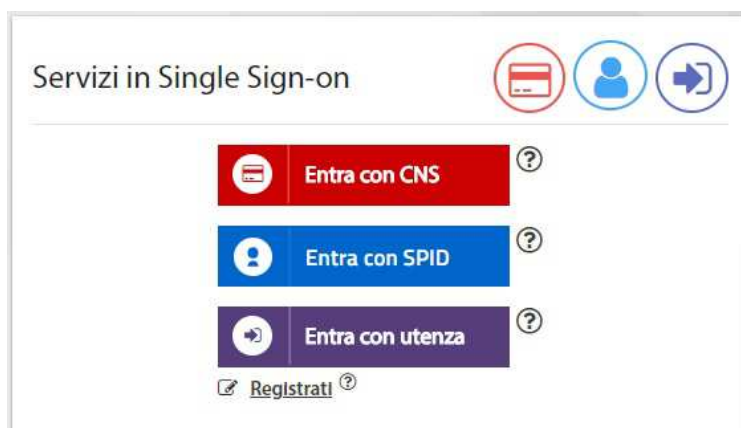 Servizi in Single Sign-on
Entra con CNS
?
Entra con SPID
?
Entra con utenza
?
Registrati ?